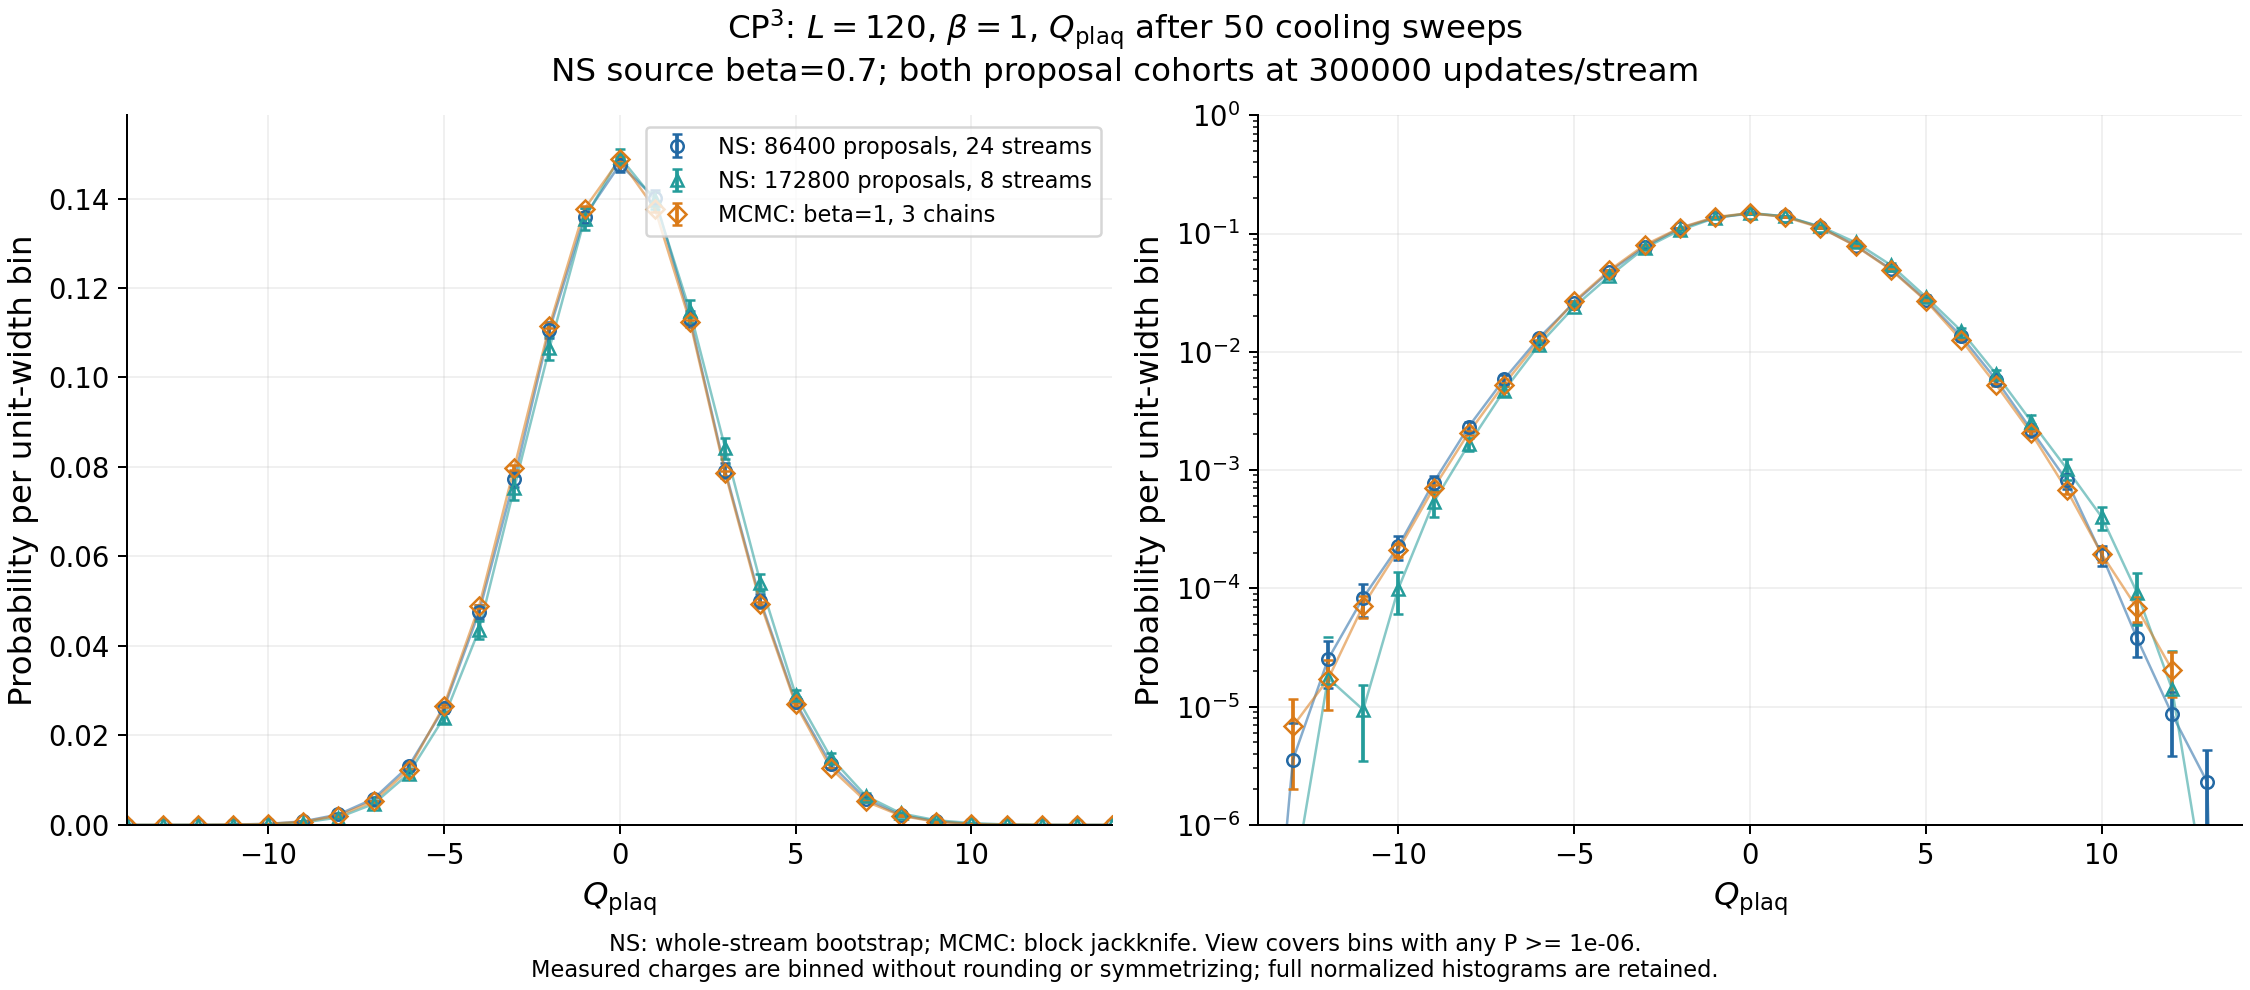 CP³: L = 120, β = 1, Q_plaq after 50 cooling sweeps
NS source beta=0.7; both proposal cohorts at 300000 updates/stream
Probability per unit-width bin
0.14
0.12
0.10
0.08
0.06
0.04
0.02
0.00
−10
−5
0
5
10
Q_plaq
NS: 86400 proposals, 24 streams
NS: 172800 proposals, 8 streams
MCMC: beta=1, 3 chains
Probability per unit-width bin
10⁰
10⁻¹
10⁻²
10⁻³
10⁻⁴
10⁻⁵
10⁻⁶
−10
−5
0
5
10
Q_plaq
NS: whole-stream bootstrap; MCMC: block jackknife. View covers bins with any P >= 1e-06.
Measured charges are binned without rounding or symmetrizing; full normalized histograms are retained.